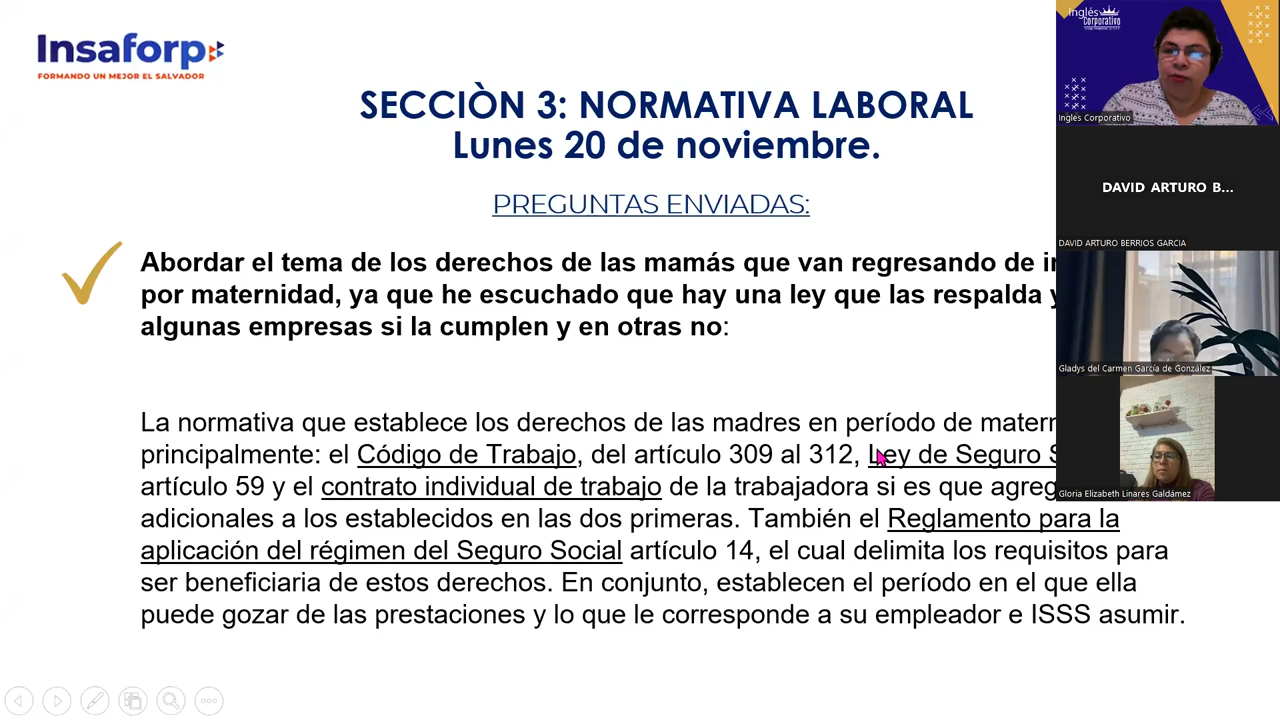 Insaforp
FORMANDO UN MEJOR EL SALVADOR
SECCIÒN 3: NORMATIVA LABORAL
Lunes 20 de noviembre.
PREGUNTAS ENVIADAS:
Abordar el tema de los derechos de las mamás que van regresando de
por maternidad, ya que he escuchado que hay una ley que las respalda y
algunas empresas si la cumplen y en otras no:
La normativa que establece los derechos de las madres en período de
principalmente: el Código de Trabajo, del artículo 309 al 312, Ley de Seguro
artículo 59 y el contrato individual de trabajo de la trabajadora si es que
adicionales a los establecidos en las dos primeras. También el Reglamento para la
aplicación del régimen del Seguro Social artículo 14, el cual delimita los requisitos para
ser beneficiaria de estos derechos. En conjunto, establecen el período en el que ella
puede gozar de las prestaciones y lo que le corresponde a su empleador e ISSS asumir.
Inglés
Corporativo
Inglés Corporativo
DAVID ARTURO B...
DAVID ARTURO BERRIOS GARCIA
Gladys del Carmen García de González
Gloria Elizabeth Linares Galdámez